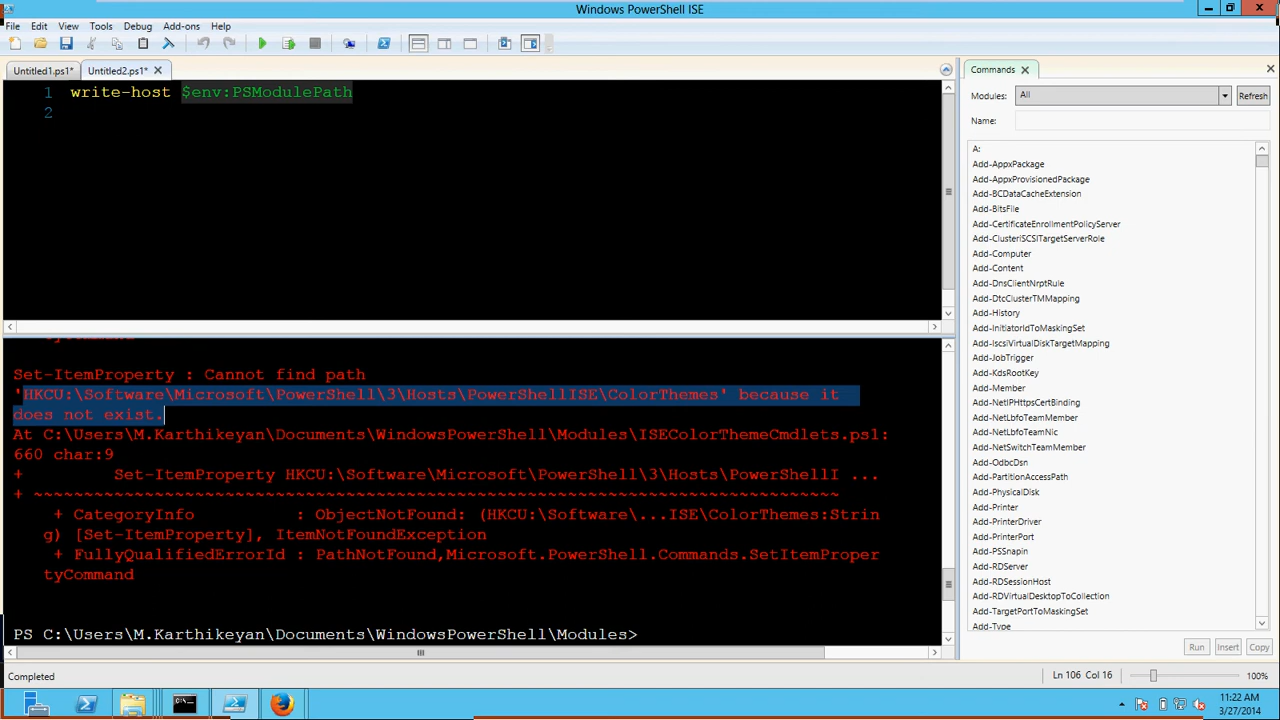 Windows PowerShell ISE
File Edit View Tools Debug Add-ons Help
Untitled1.ps1* Untitled2.ps1*
1 write-host $env:PSModulePath
2
Set-ItemProperty : Cannot find path
'HKCU:\Software\Microsoft\PowerShell\3\Hosts\PowerShellISE\ColorThemes' because it
does not exist.
At C:\Users\M.Karthikeyan\Documents\WindowsPowerShell\Modules\ISEColorThemeCmdlets.ps1:
660 char:9
+ Set-ItemProperty HKCU:\Software\Microsoft\PowerShell\3\Hosts\PowerShellI ...
+ ~~~~~~~~~~~~~~~~~~~~~~~~~~~~~~~~~~~~~~~~~~~~~~~~~~~~~~~~~~~~~~~~~~~~~~~~~~~~~~~~
+ CategoryInfo : ObjectNotFound: (HKCU:\Software\...ISE\ColorThemes:Strin
g) [Set-ItemProperty], ItemNotFoundException
+ FullyQualifiedErrorId : PathNotFound,Microsoft.PowerShell.Commands.SetItemProper
tyCommand
PS C:\Users\M.Karthikeyan\Documents\WindowsPowerShell\Modules>
Commands
Modules: All Refresh
Name:
A:
Add-AppxPackage
Add-AppxProvisionedPackage
Add-BCDataCacheExtension
Add-BitsFile
Add-CertificateEnrollmentPolicyServer
Add-ClusteriSCSITargetServerRole
Add-Computer
Add-Content
Add-DnsClientNrptRule
Add-DtcClusterTMMapping
Add-History
Add-InitiatorIdToMaskingSet
Add-IscsiVirtualDiskTargetMapping
Add-JobTrigger
Add-KdsRootKey
Add-Member
Add-NetIPHttpsCertBinding
Add-NetLbfoTeamMember
Add-NetLbfoTeamNic
Add-NetSwitchTeamMember
Add-OdbcDsn
Add-PartitionAccessPath
Add-PhysicalDisk
Add-Printer
Add-PrinterDriver
Add-PrinterPort
Add-PSSnapin
Add-RDServer
Add-RDSessionHost
Add-RDVirtualDesktopToCollection
Add-TargetPortToMaskingSet
Add-Type
Run Insert Copy
Completed
Ln 106 Col 16 100%
11:22 AM
3/27/2014